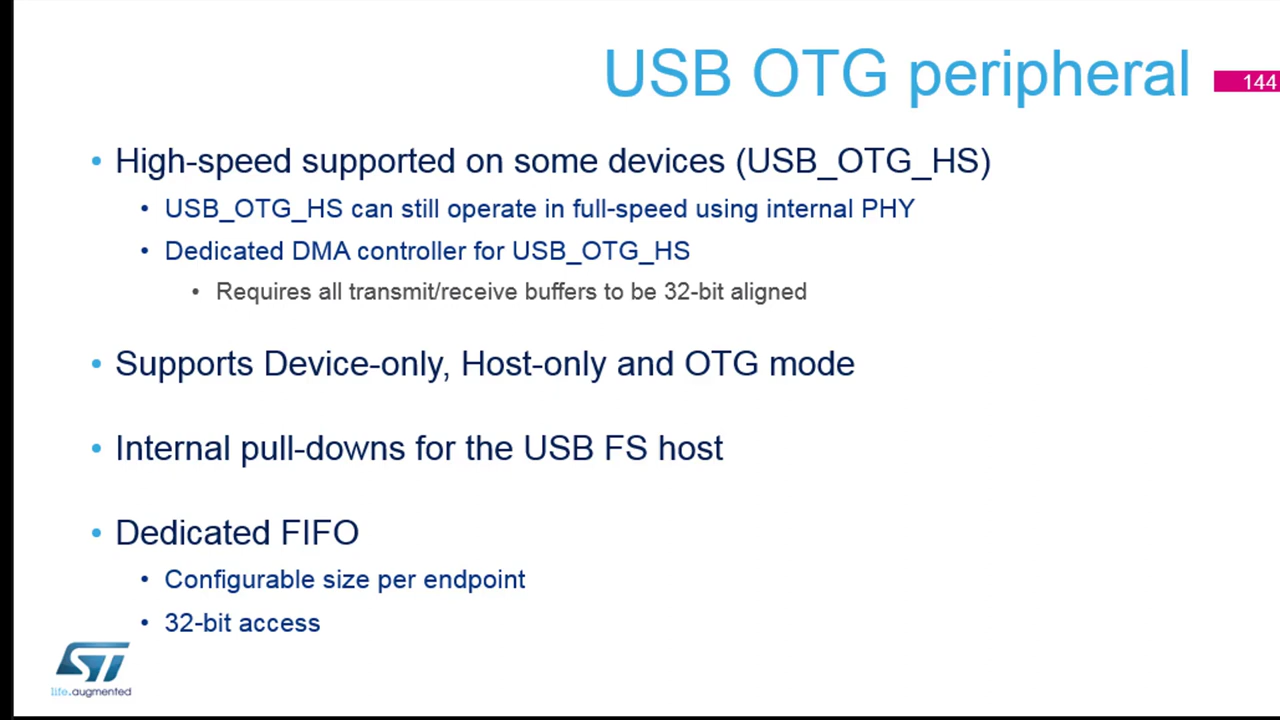 USB OTG peripheral
144
• High-speed supported on some devices (USB_OTG_HS)
• USB_OTG_HS can still operate in full-speed using internal PHY
• Dedicated DMA controller for USB_OTG_HS
• Requires all transmit/receive buffers to be 32-bit aligned
• Supports Device-only, Host-only and OTG mode
• Internal pull-downs for the USB FS host
• Dedicated FIFO
• Configurable size per endpoint
• 32-bit access
ST
life.augmented